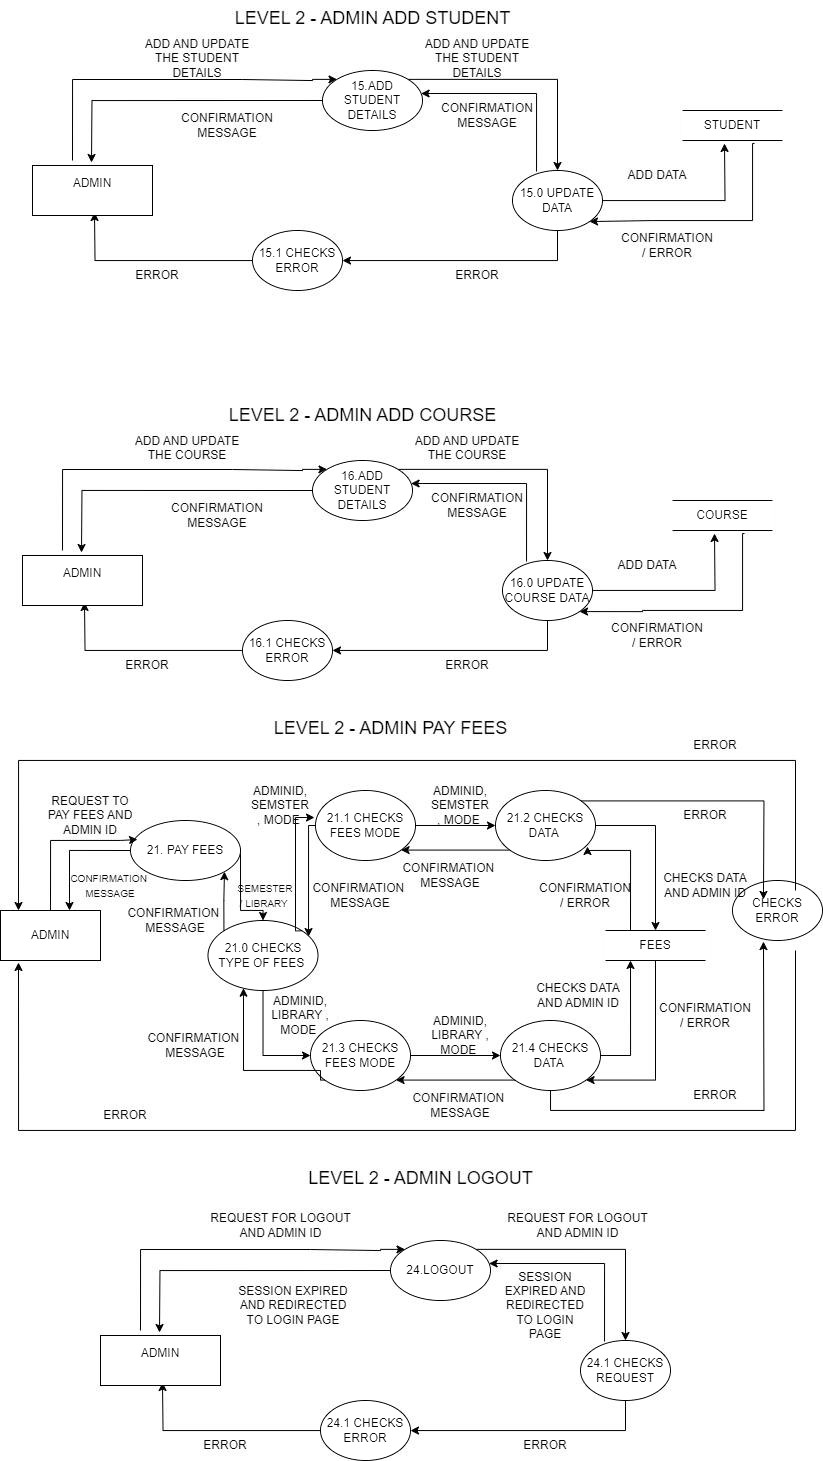 LEVEL 2 - ADMIN ADD STUDENT
ADD AND UPDATE
THE STUDENT
DETAILS
ADD AND UPDATE
THE STUDENT
DETAILS
15.ADD
STUDENT
DETAILS
CONFIRMATION
MESSAGE
CONFIRMATION
MESSAGE
STUDENT
ADMIN
ADD DATA
15.0 UPDATE
DATA
CONFIRMATION
/ ERROR
15.1 CHECKS
ERROR
ERROR
ERROR
LEVEL 2 - ADMIN ADD COURSE
ADD AND UPDATE
THE COURSE
ADD AND UPDATE
THE COURSE
16.ADD
STUDENT
DETAILS
CONFIRMATION
MESSAGE
CONFIRMATION
MESSAGE
COURSE
ADMIN
ADD DATA
16.0 UPDATE
COURSE DATA
CONFIRMATION
/ ERROR
16.1 CHECKS
ERROR
ERROR
ERROR
LEVEL 2 - ADMIN PAY FEES
ERROR
REQUEST TO
PAY FEES AND
ADMIN ID
ADMINID,
SEMSTER
, MODE
21.1 CHECKS
FEES MODE
ADMINID,
SEMSTER
, MODE
21.2 CHECKS
DATA
ERROR
21. PAY FEES
CONFIRMATION
MESSAGE
SEMESTER
/ LIBRARY
CONFIRMATION
MESSAGE
CONFIRMATION
MESSAGE
CONFIRMATION
/ ERROR
CHECKS DATA
AND ADMIN ID
CHECKS
ERROR
CONFIRMATION
MESSAGE
ADMIN
21.0 CHECKS
TYPE OF FEES
FEES
CHECKS DATA
AND ADMIN ID
ADMINID,
LIBRARY ,
MODE
CONFIRMATION
/ ERROR
ADMINID,
LIBRARY ,
MODE
CONFIRMATION
MESSAGE
21.3 CHECKS
FEES MODE
21.4 CHECKS
DATA
CONFIRMATION
MESSAGE
ERROR
ERROR
LEVEL 2 - ADMIN LOGOUT
REQUEST FOR LOGOUT
AND ADMIN ID
REQUEST FOR LOGOUT
AND ADMIN ID
24.LOGOUT
SESSION EXPIRED
AND REDIRECTED
TO LOGIN PAGE
SESSION
EXPIRED AND
REDIRECTED
TO LOGIN
PAGE
ADMIN
24.1 CHECKS
REQUEST
24.1 CHECKS
ERROR
ERROR
ERROR